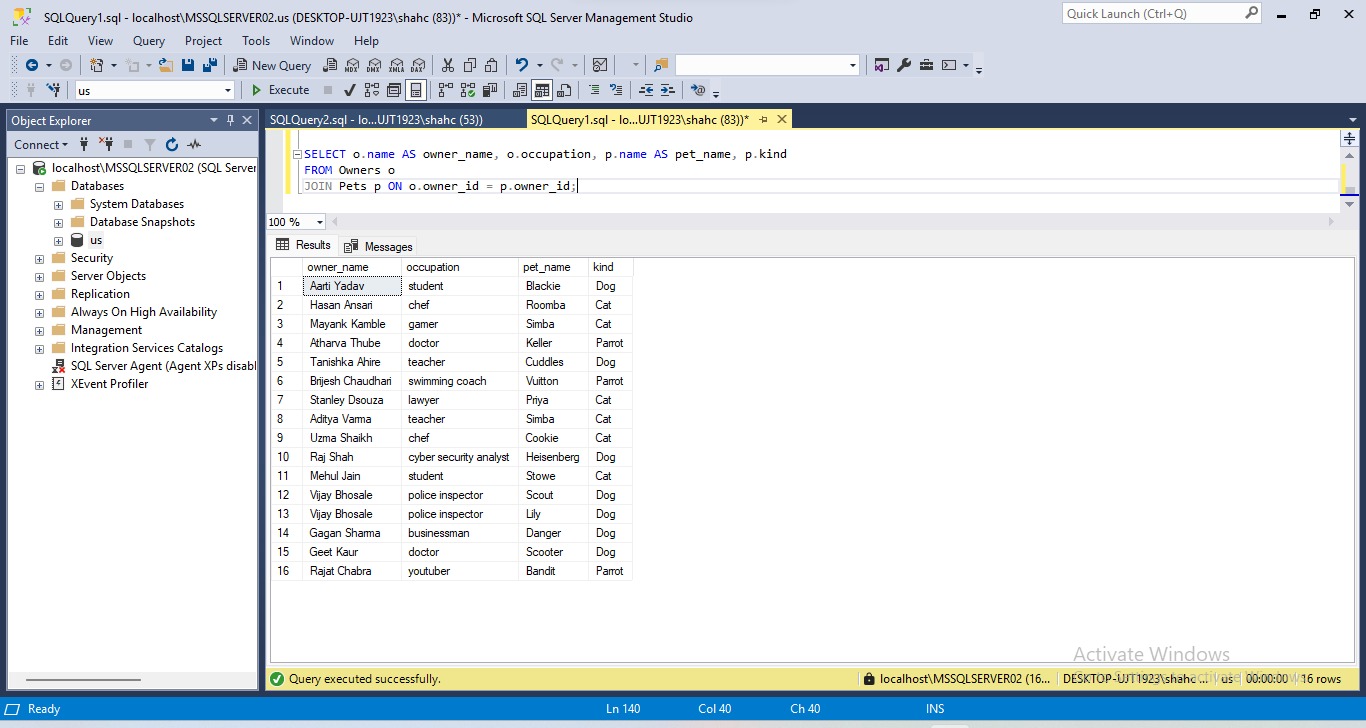 SQLQuery1.sql - localhost\MSSQLSERVER02.us (DESKTOP-UJT1923\shahc (83))* - Microsoft SQL Server Management Studio
Quick Launch (Ctrl+Q)
File Edit View Query Project Tools Window Help
New Query MDX DMX XMLA DAX
us Execute
Object Explorer
SQLQuery2.sql - lo...UJT1923\shahc (53))
SQLQuery1.sql - lo...UJT1923\shahc (83))*
Connect
localhost\MSSQLSERVER02 (SQL Server
Databases
System Databases
Database Snapshots
us
Security
Server Objects
Replication
Always On High Availability
Management
Integration Services Catalogs
SQL Server Agent (Agent XPs disabl
XEvent Profiler
SELECT o.name AS owner_name, o.occupation, p.name AS pet_name, p.kind
FROM Owners o
JOIN Pets p ON o.owner_id = p.owner_id;
100 %
Results Messages
owner_name occupation pet_name kind
1 Aarti Yadav student Blackie Dog
2 Hasan Ansari chef Roomba Cat
3 Mayank Kamble gamer Simba Cat
4 Atharva Thube doctor Keller Parrot
5 Tanishka Ahire teacher Cuddles Dog
6 Brijesh Chaudhari swimming coach Vuitton Parrot
7 Stanley Dsouza lawyer Priya Cat
8 Aditya Varma teacher Simba Cat
9 Uzma Shaikh chef Cookie Cat
10 Raj Shah cyber security analyst Heisenberg Dog
11 Mehul Jain student Stowe Cat
12 Vijay Bhosale police inspector Scout Dog
13 Vijay Bhosale police inspector Lily Dog
14 Gagan Sharma businessman Danger Dog
15 Geet Kaur doctor Scooter Dog
16 Rajat Chabra youtuber Bandit Parrot
Activate Windows
Query executed successfully.
localhost\MSSQLSERVER02 (16... DESKTOP-UJT1923\shahc ... us 00:00:00 16 rows
Ready Ln 140 Col 40 Ch 40 INS